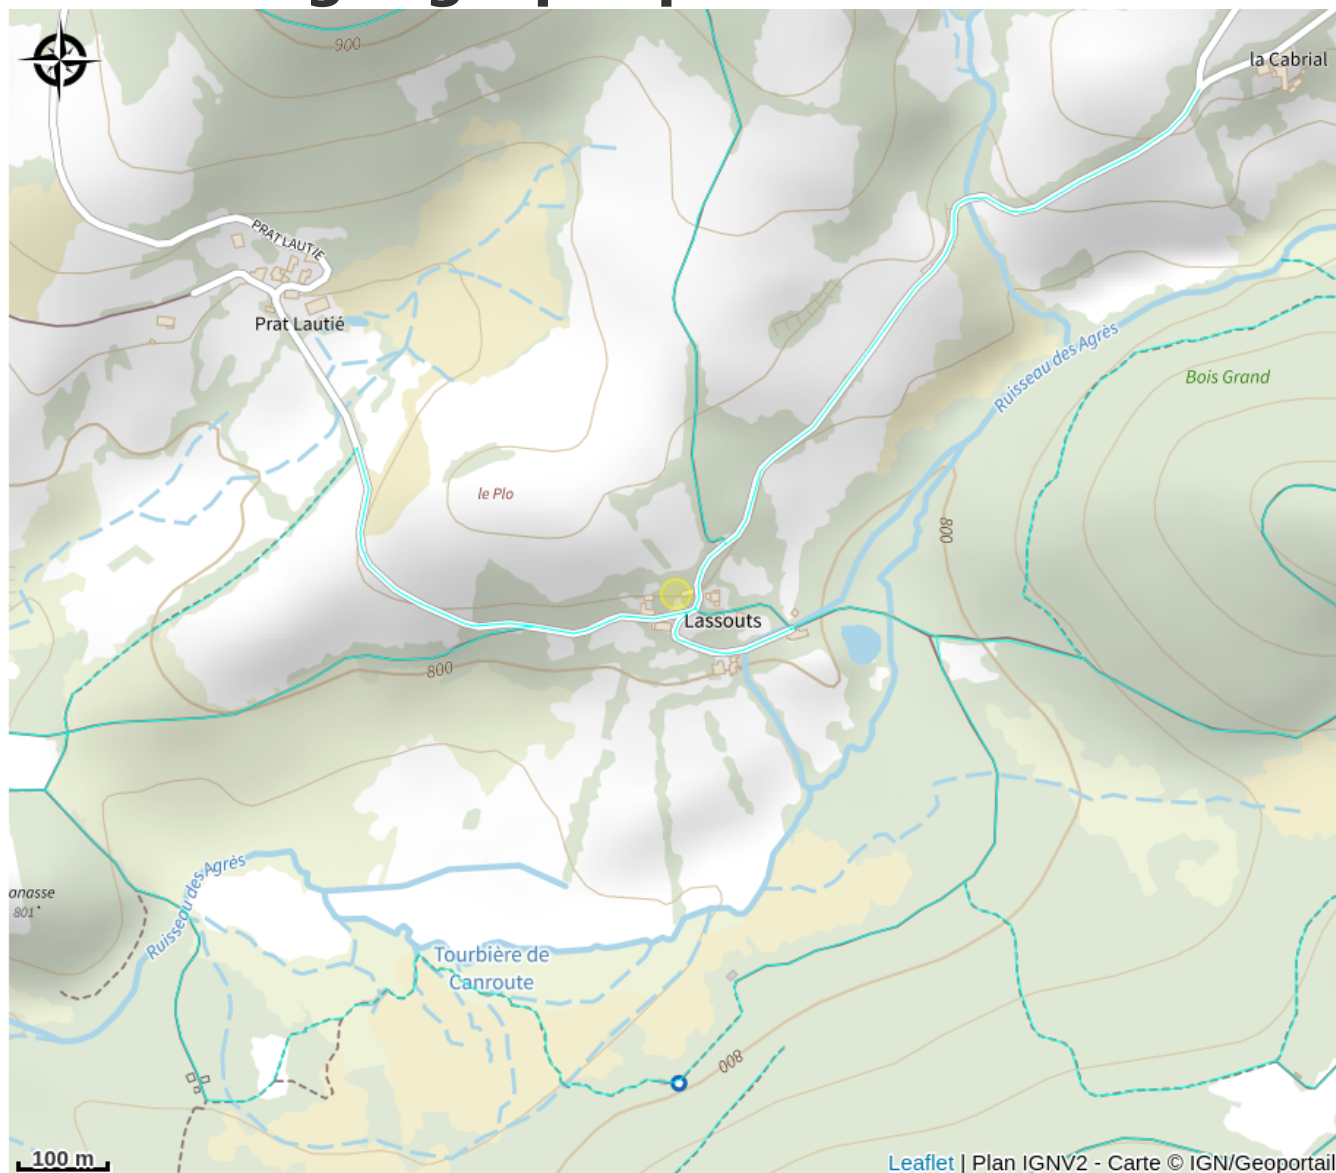 900
la Cabrial
PRAT LAUTIE
Prat Lautié
Ruisseau des Agrès
Bois Grand
le Plo
800
Lassouts
800
Ruisseau des Agrès
anasse
801
Tourbière de
Canroute
800
100 m
Leaflet | Plan IGNV2 - Carte © IGN/Geoportail